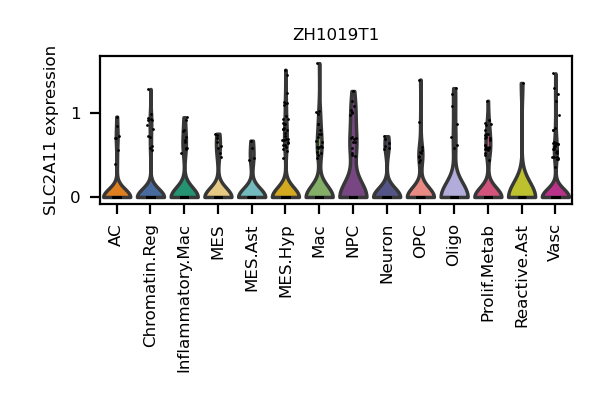 ZH1019T1
SLC2A11 expression
1
0
AC
Chromatin.Reg
Inflammatory.Mac
MES
MES.Ast
MES.Hyp
Mac
NPC
Neuron
OPC
Oligo
Prolif.Metab
Reactive.Ast
Vasc